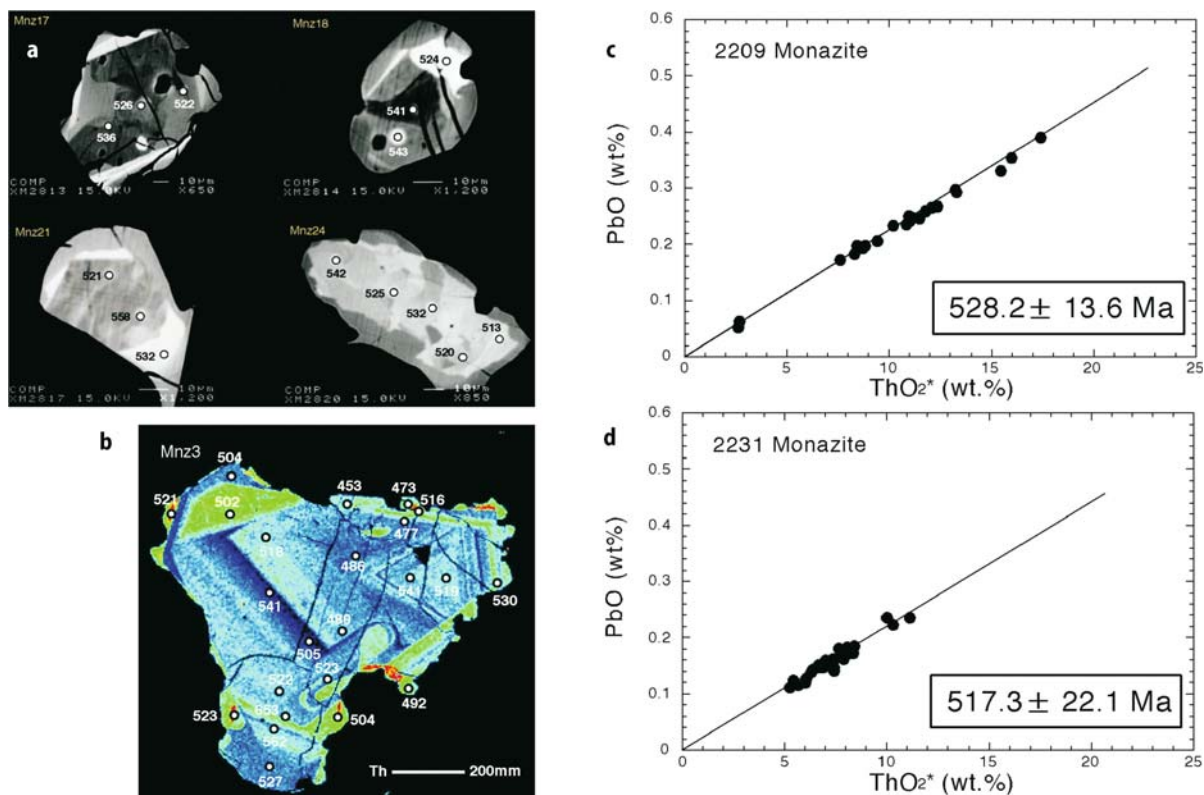 a
Mnz17
526
522
536
COMP 10µm
XM2813 15.0KV X650
Mnz18
524
541
543
COMP 10µm
XM2814 15.0KV X1,200
Mnz21
521
558
532
COMP 10µm
XM2817 15.0KV X1,200
Mnz24
542
525
532
513
520
COMP 10µm
XM2820 15.0KV X850
b
Mnz3
504
453
473
521
502
516
477
518
486
541
541
530
505
523
522
492
523
504
527
Th 200mm
c
2209 Monazite
PbO (wt%)
0.6
0.5
0.4
0.3
0.2
0.1
0
0 5 10 15 20 25
ThO2* (wt.%)
528.2± 13.6 Ma
d
2231 Monazite
PbO (wt%)
0.6
0.5
0.4
0.3
0.2
0.1
0
0 5 10 15 20 25
ThO2* (wt.%)
517.3± 22.1 Ma